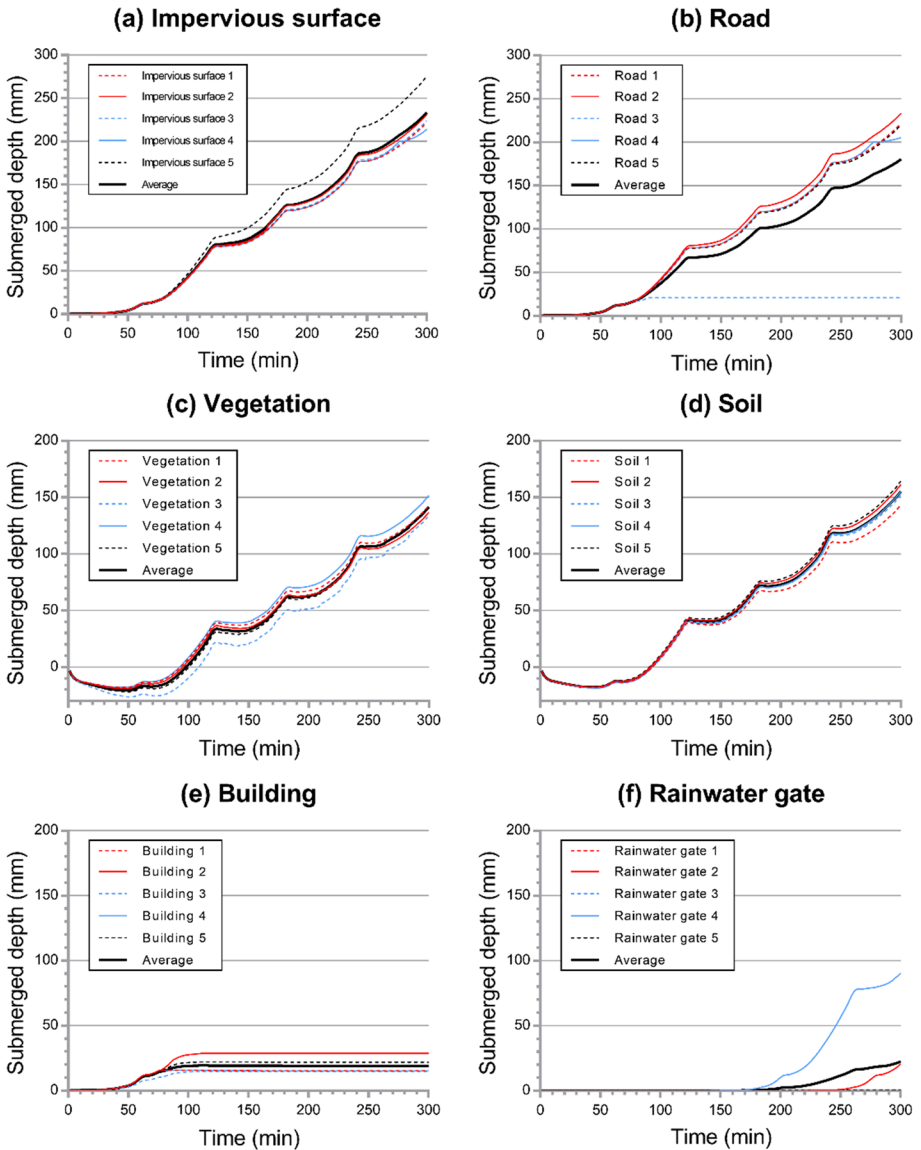 (a) Impervious surface
Submerged depth (mm)
300
250
200
150
100
50
0
Impervious surface 1
Impervious surface 2
Impervious surface 3
Impervious surface 4
Impervious surface 5
Average
0 50 100 150 200 250 300
Time (min)
(b) Road
Submerged depth (mm)
300
250
200
150
100
50
0
Road 1
Road 2
Road 3
Road 4
Road 5
Average
0 50 100 150 200 250 300
Time (min)
(c) Vegetation
Submerged depth (mm)
200
150
100
50
0
Vegetation 1
Vegetation 2
Vegetation 3
Vegetation 4
Vegetation 5
Average
0 50 100 150 200 250 300
Time (min)
(d) Soil
Submerged depth (mm)
200
150
100
50
0
Soil 1
Soil 2
Soil 3
Soil 4
Soil 5
Average
0 50 100 150 200 250 300
Time (min)
(e) Building
Submerged depth (mm)
200
150
100
50
0
Building 1
Building 2
Building 3
Building 4
Building 5
Average
0 50 100 150 200 250 300
Time (min)
(f) Rainwater gate
Submerged depth (mm)
200
150
100
50
0
Rainwater gate 1
Rainwater gate 2
Rainwater gate 3
Rainwater gate 4
Rainwater gate 5
Average
0 50 100 150 200 250 300
Time (min)